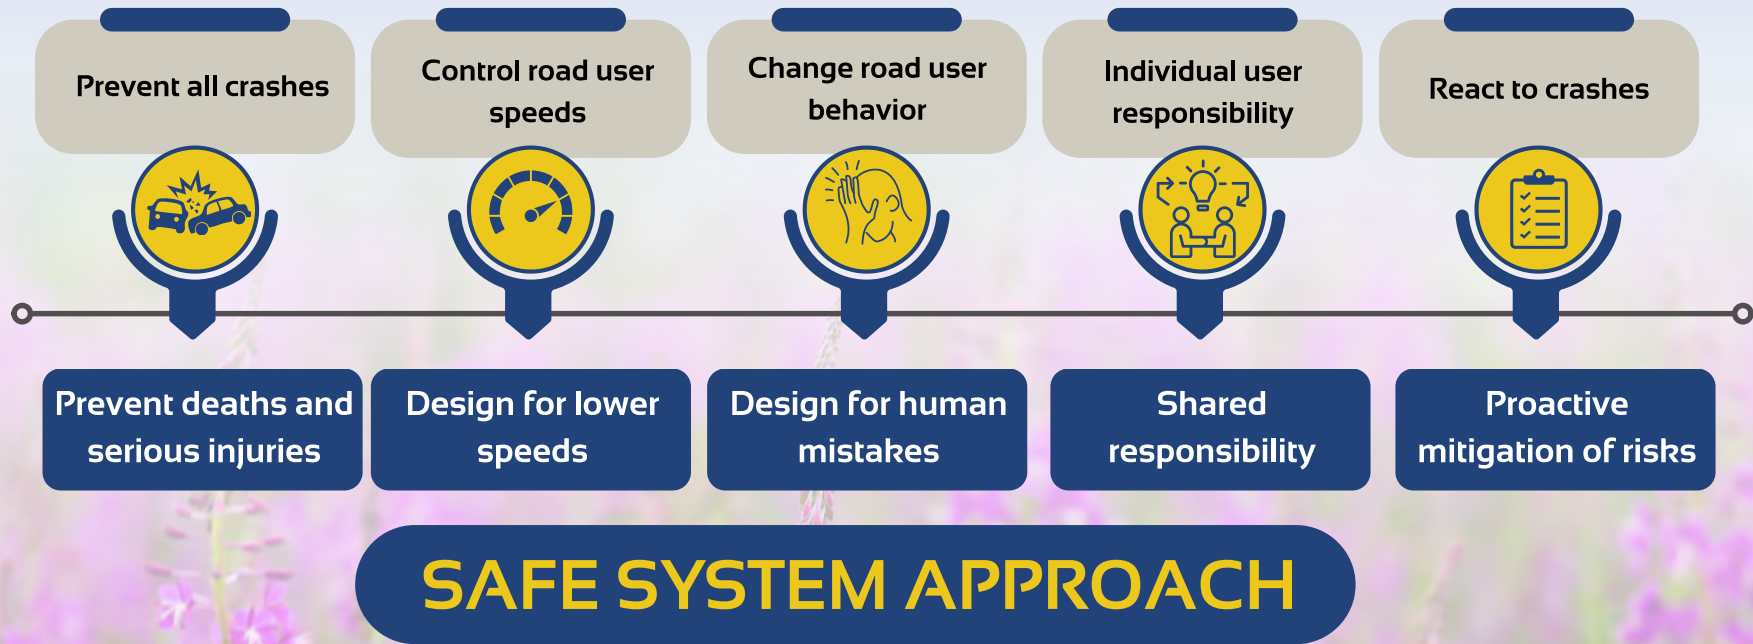 Prevent all crashes
Control road user
speeds
Change road user
behavior
Individual user
responsibility
React to crashes
Prevent deaths and
serious injuries
Design for lower
speeds
Design for human
mistakes
Shared
responsibility
Proactive
mitigation of risks
SAFE SYSTEM APPROACH